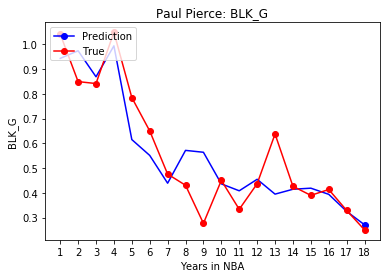 Paul Pierce: BLK_G
Prediction
True
1.0
0.9
0.8
0.7
0.6
0.5
0.4
0.3
BLK_G
1 2 3 4 5 6 7 8 9 10 11 12 13 14 15 16 17 18
Years in NBA